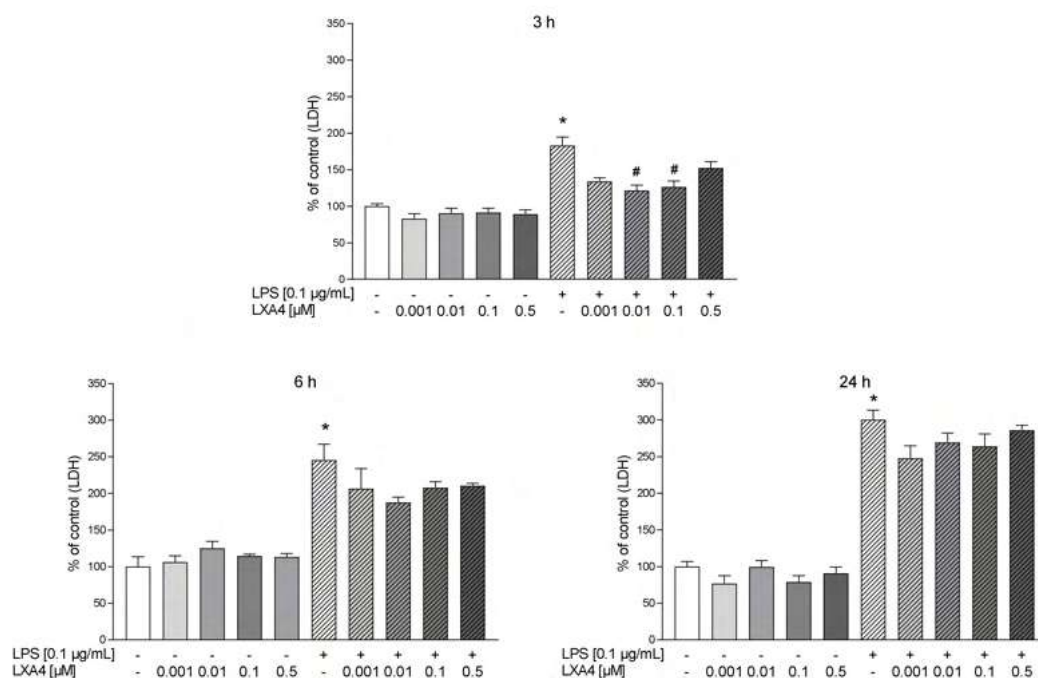 3 h
% of control (LDH)
350
300
250
200
150
100
50
0
*
# #
LPS [0.1 µg/mL] - - - - - + + + + +
LXA4 [µM] - 0.001 0.01 0.1 0.5 - 0.001 0.01 0.1 0.5
6 h
% of control (LDH)
350
300
250
200
150
100
50
0
*
LPS [0.1 µg/mL] - - - - - + + + + +
LXA4 [µM] - 0.001 0.01 0.1 0.5 - 0.001 0.01 0.1 0.5
24 h
% of control (LDH)
350
300
250
200
150
100
50
0
*
LPS [0.1 µg/mL] - - - - - + + + + +
LXA4 [µM] - 0.001 0.01 0.1 0.5 - 0.001 0.01 0.1 0.5